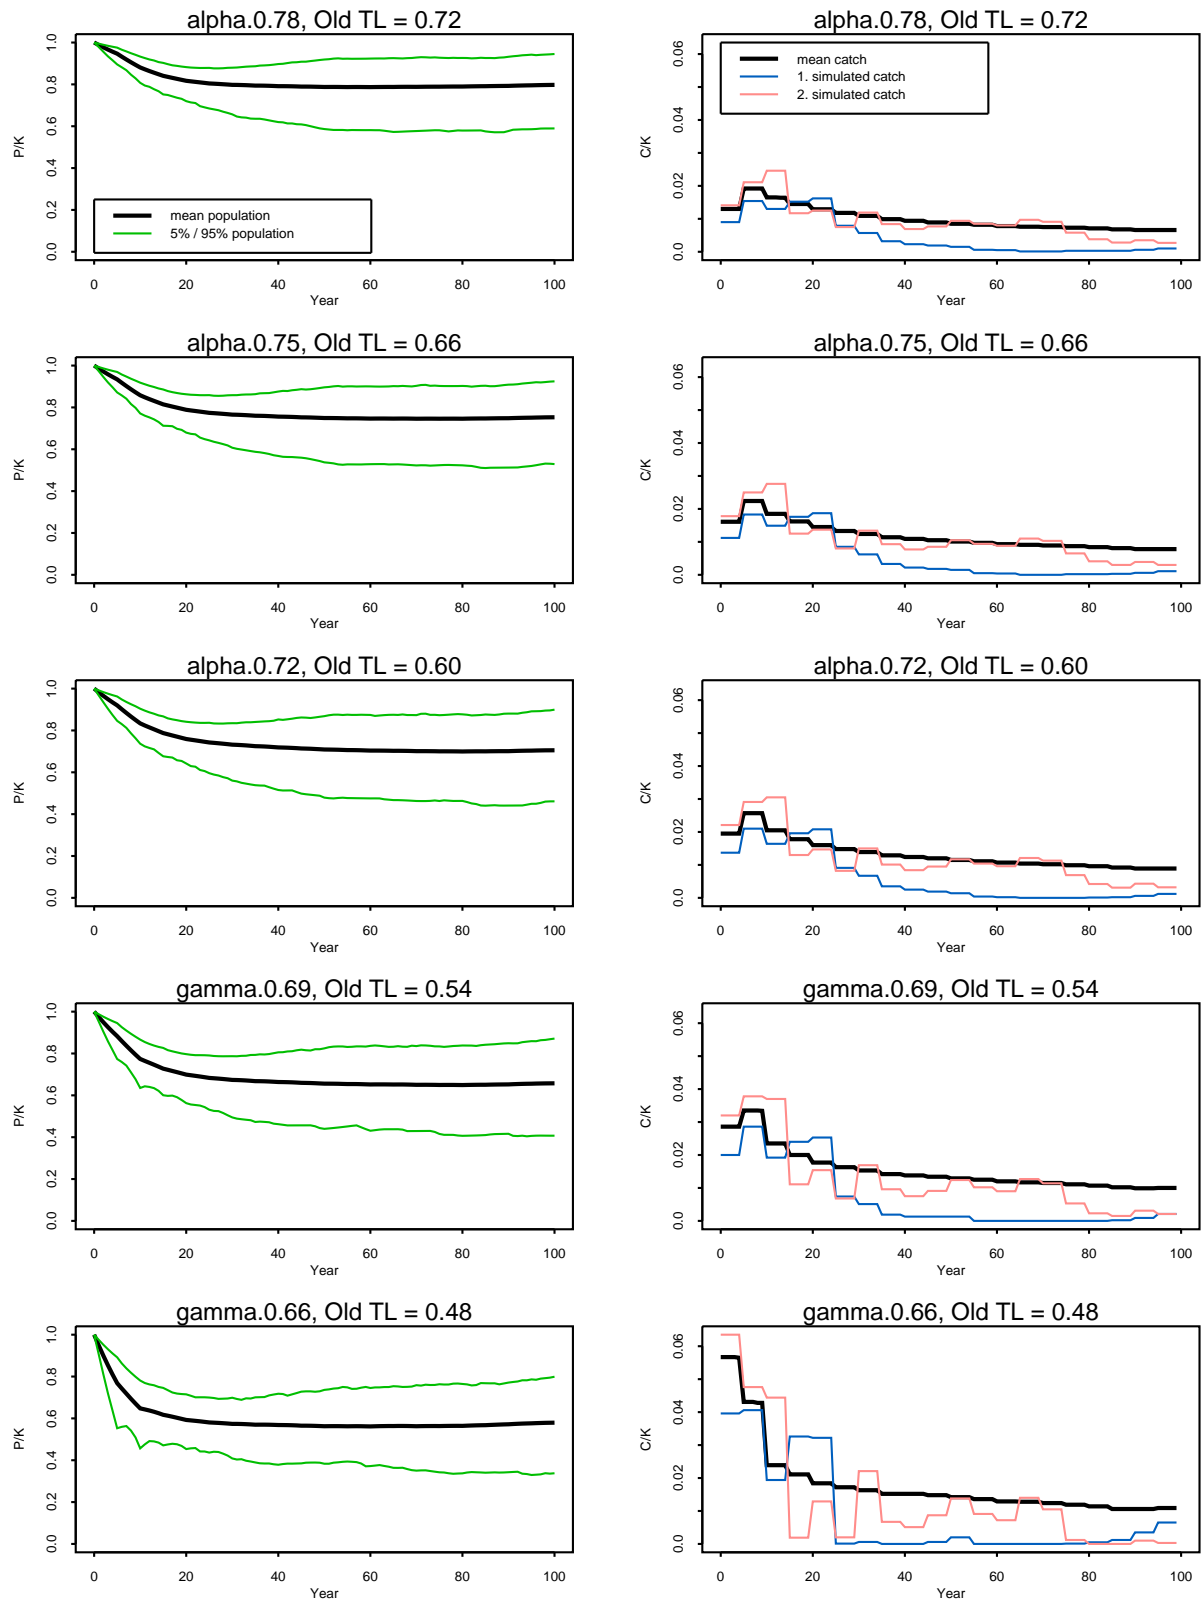 alpha.0.78, Old TL = 0.72
P/K
0.0 0.2 0.4 0.6 0.8 1.0
mean population
5% / 95% population
0 20 40 60 80 100
Year
alpha.0.78, Old TL = 0.72
C/K
0.0 0.02 0.04 0.06
mean catch
1. simulated catch
2. simulated catch
0 20 40 60 80 100
Year
alpha.0.75, Old TL = 0.66
P/K
0.0 0.2 0.4 0.6 0.8 1.0
0 20 40 60 80 100
Year
alpha.0.75, Old TL = 0.66
C/K
0.0 0.02 0.04 0.06
0 20 40 60 80 100
Year
alpha.0.72, Old TL = 0.60
P/K
0.0 0.2 0.4 0.6 0.8 1.0
0 20 40 60 80 100
Year
alpha.0.72, Old TL = 0.60
C/K
0.0 0.02 0.04 0.06
0 20 40 60 80 100
Year
gamma.0.69, Old TL = 0.54
P/K
0.0 0.2 0.4 0.6 0.8 1.0
0 20 40 60 80 100
Year
gamma.0.69, Old TL = 0.54
C/K
0.0 0.02 0.04 0.06
0 20 40 60 80 100
Year
gamma.0.66, Old TL = 0.48
P/K
0.0 0.2 0.4 0.6 0.8 1.0
0 20 40 60 80 100
Year
gamma.0.66, Old TL = 0.48
C/K
0.0 0.02 0.04 0.06
0 20 40 60 80 100
Year